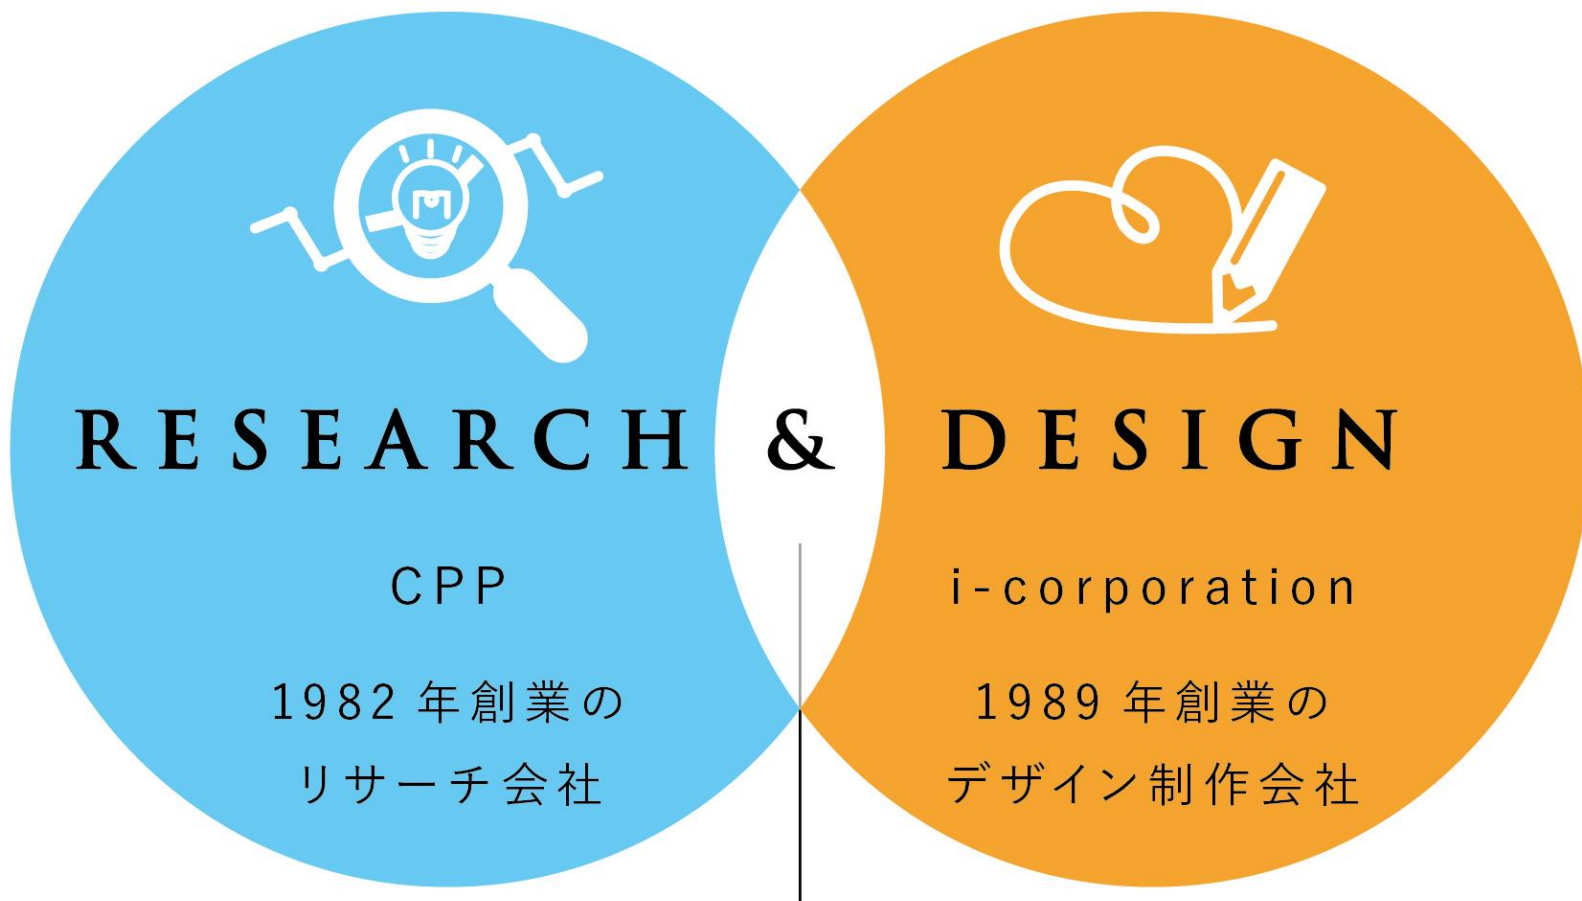 RESEARCH & DESIGN
CPP
1982年創業の
リサーチ会社
i-corporation
1989年創業の
デザイン制作会社